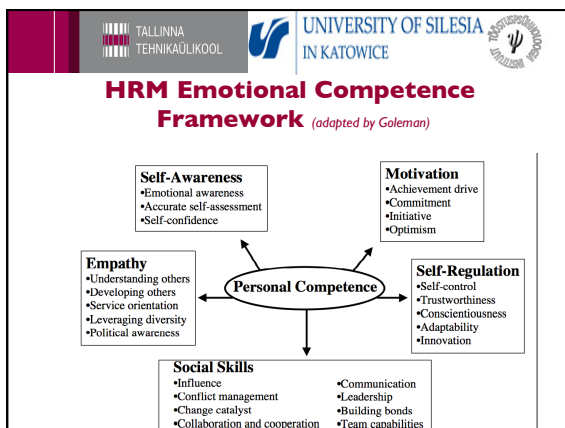 TALLINNA
TEHNIKAÜLIKOOL
UNIVERSITY OF SILESIA
IN KATOWICE
TÖÖSTUSPSÜHHOLOOGIA INSTITUUT
HRM Emotional Competence
Framework (adapted by Goleman)
Self-Awareness
•Emotional awareness
•Accurate self-assessment
•Self-confidence
Motivation
•Achievement drive
•Commitment
•Initiative
•Optimism
Empathy
•Understanding others
•Developing others
•Service orientation
•Leveraging diversity
•Political awareness
Personal Competence
Self-Regulation
•Self-control
•Trustworthiness
•Conscientiousness
•Adaptability
•Innovation
Social Skills
•Influence
•Conflict management
•Change catalyst
•Collaboration and cooperation
•Communication
•Leadership
•Building bonds
•Team capabilities